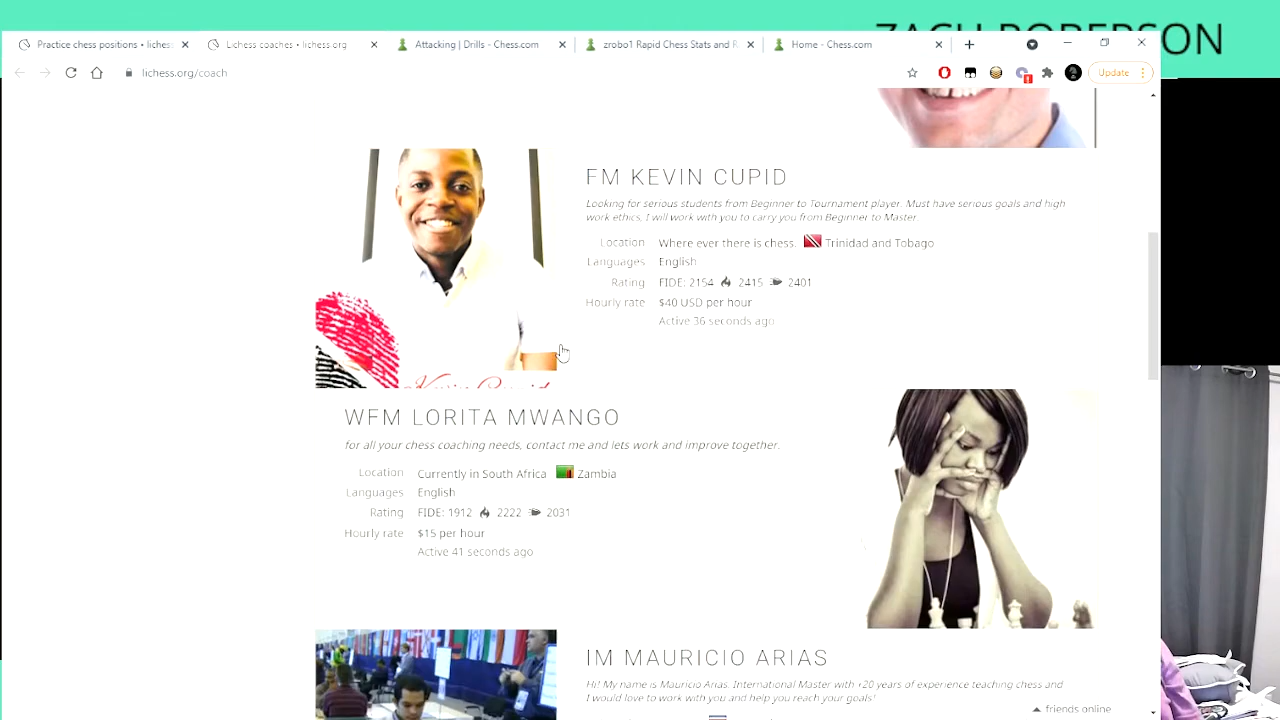 ZACH ROBERSON
Practice chess positions • liches
Lichess coaches • lichess.org
Attacking | Drills - Chess.com
zrobo1 Rapid Chess Stats and R
Home - Chess.com
lichess.org/coach
Update
FM KEVIN CUPID
Looking for serious students from Beginner to Tournament player. Must have serious goals and high
work ethics, I will work with you to carry you from Beginner to Master.
Location Where ever there is chess. Trinidad and Tobago
Languages English
Rating FIDE: 2154 2415 2401
Hourly rate $40 USD per hour
Active 36 seconds ago
Kevin Cupid
WFM LORITA MWANGO
for all your chess coaching needs, contact me and lets work and improve together.
Location Currently in South Africa Zambia
Languages English
Rating FIDE: 1912 2222 2031
Hourly rate $15 per hour
Active 41 seconds ago
IM MAURICIO ARIAS
Hi! My name is Mauricio Arias. International Master with +20 years of experience teaching chess and
I would love to work with you and help you reach your goals!
friends online